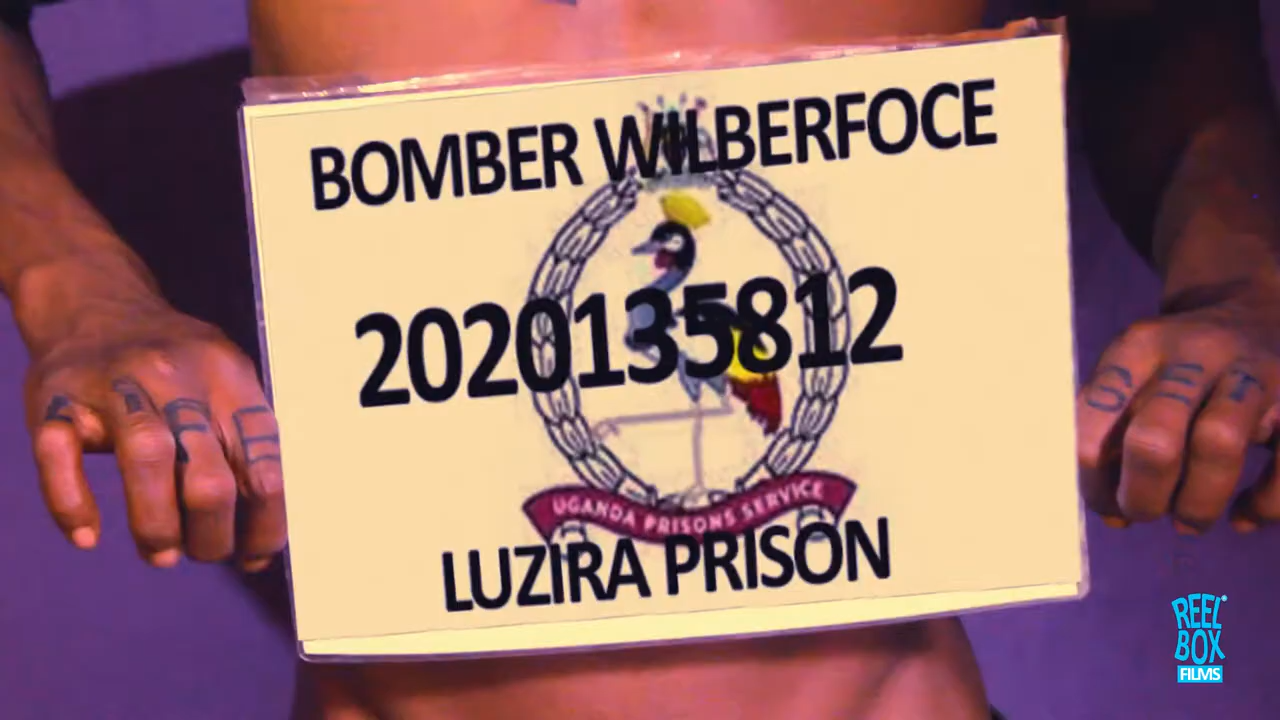 BOMBER WILBERFOCE
2020135812
UGANDA PRISONS SERVICE
LUZIRA PRISON
REEL
BOX
FILMS